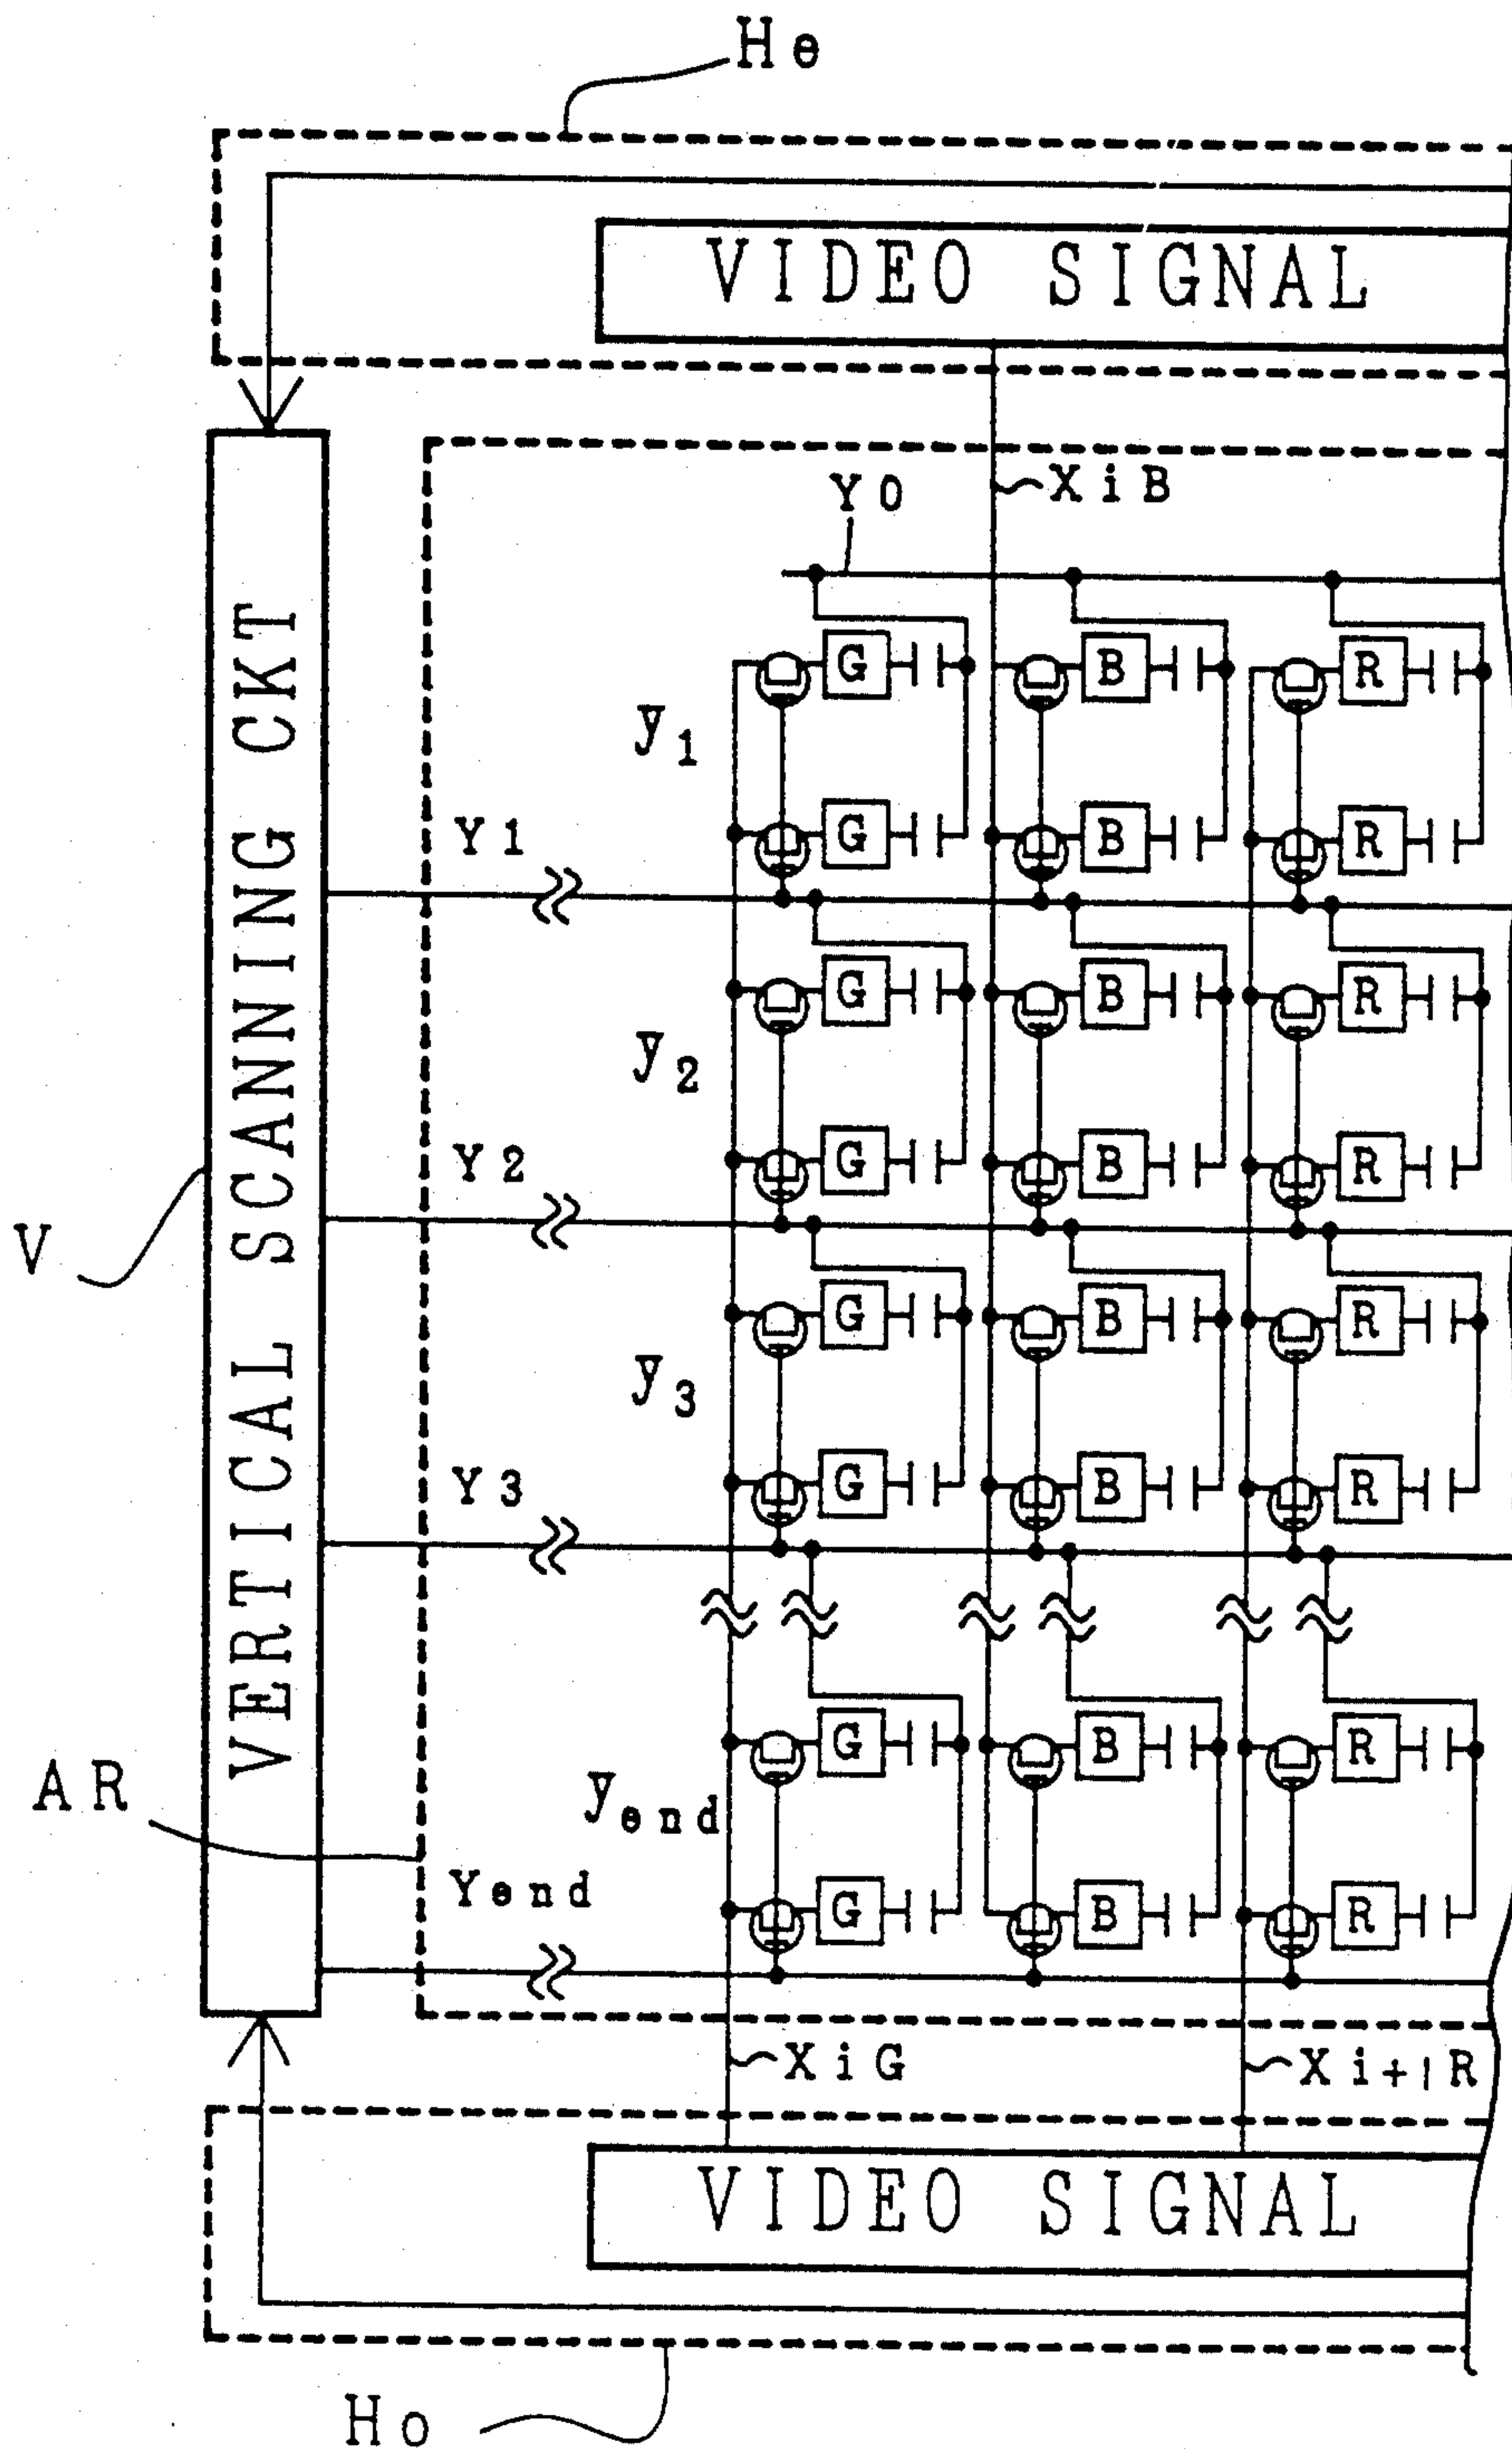 He
VIDEO SIGNAL
XiB
Y0
G B R
y1
Y1
G B R
G B R
y2
Y2
G B R
G B R
y3
Y3
G B R
VERTICAL SCANNING CKT
V
AR
G B R
yend
Yend
G B R
XiG
Xi+1R
VIDEO SIGNAL
Ho